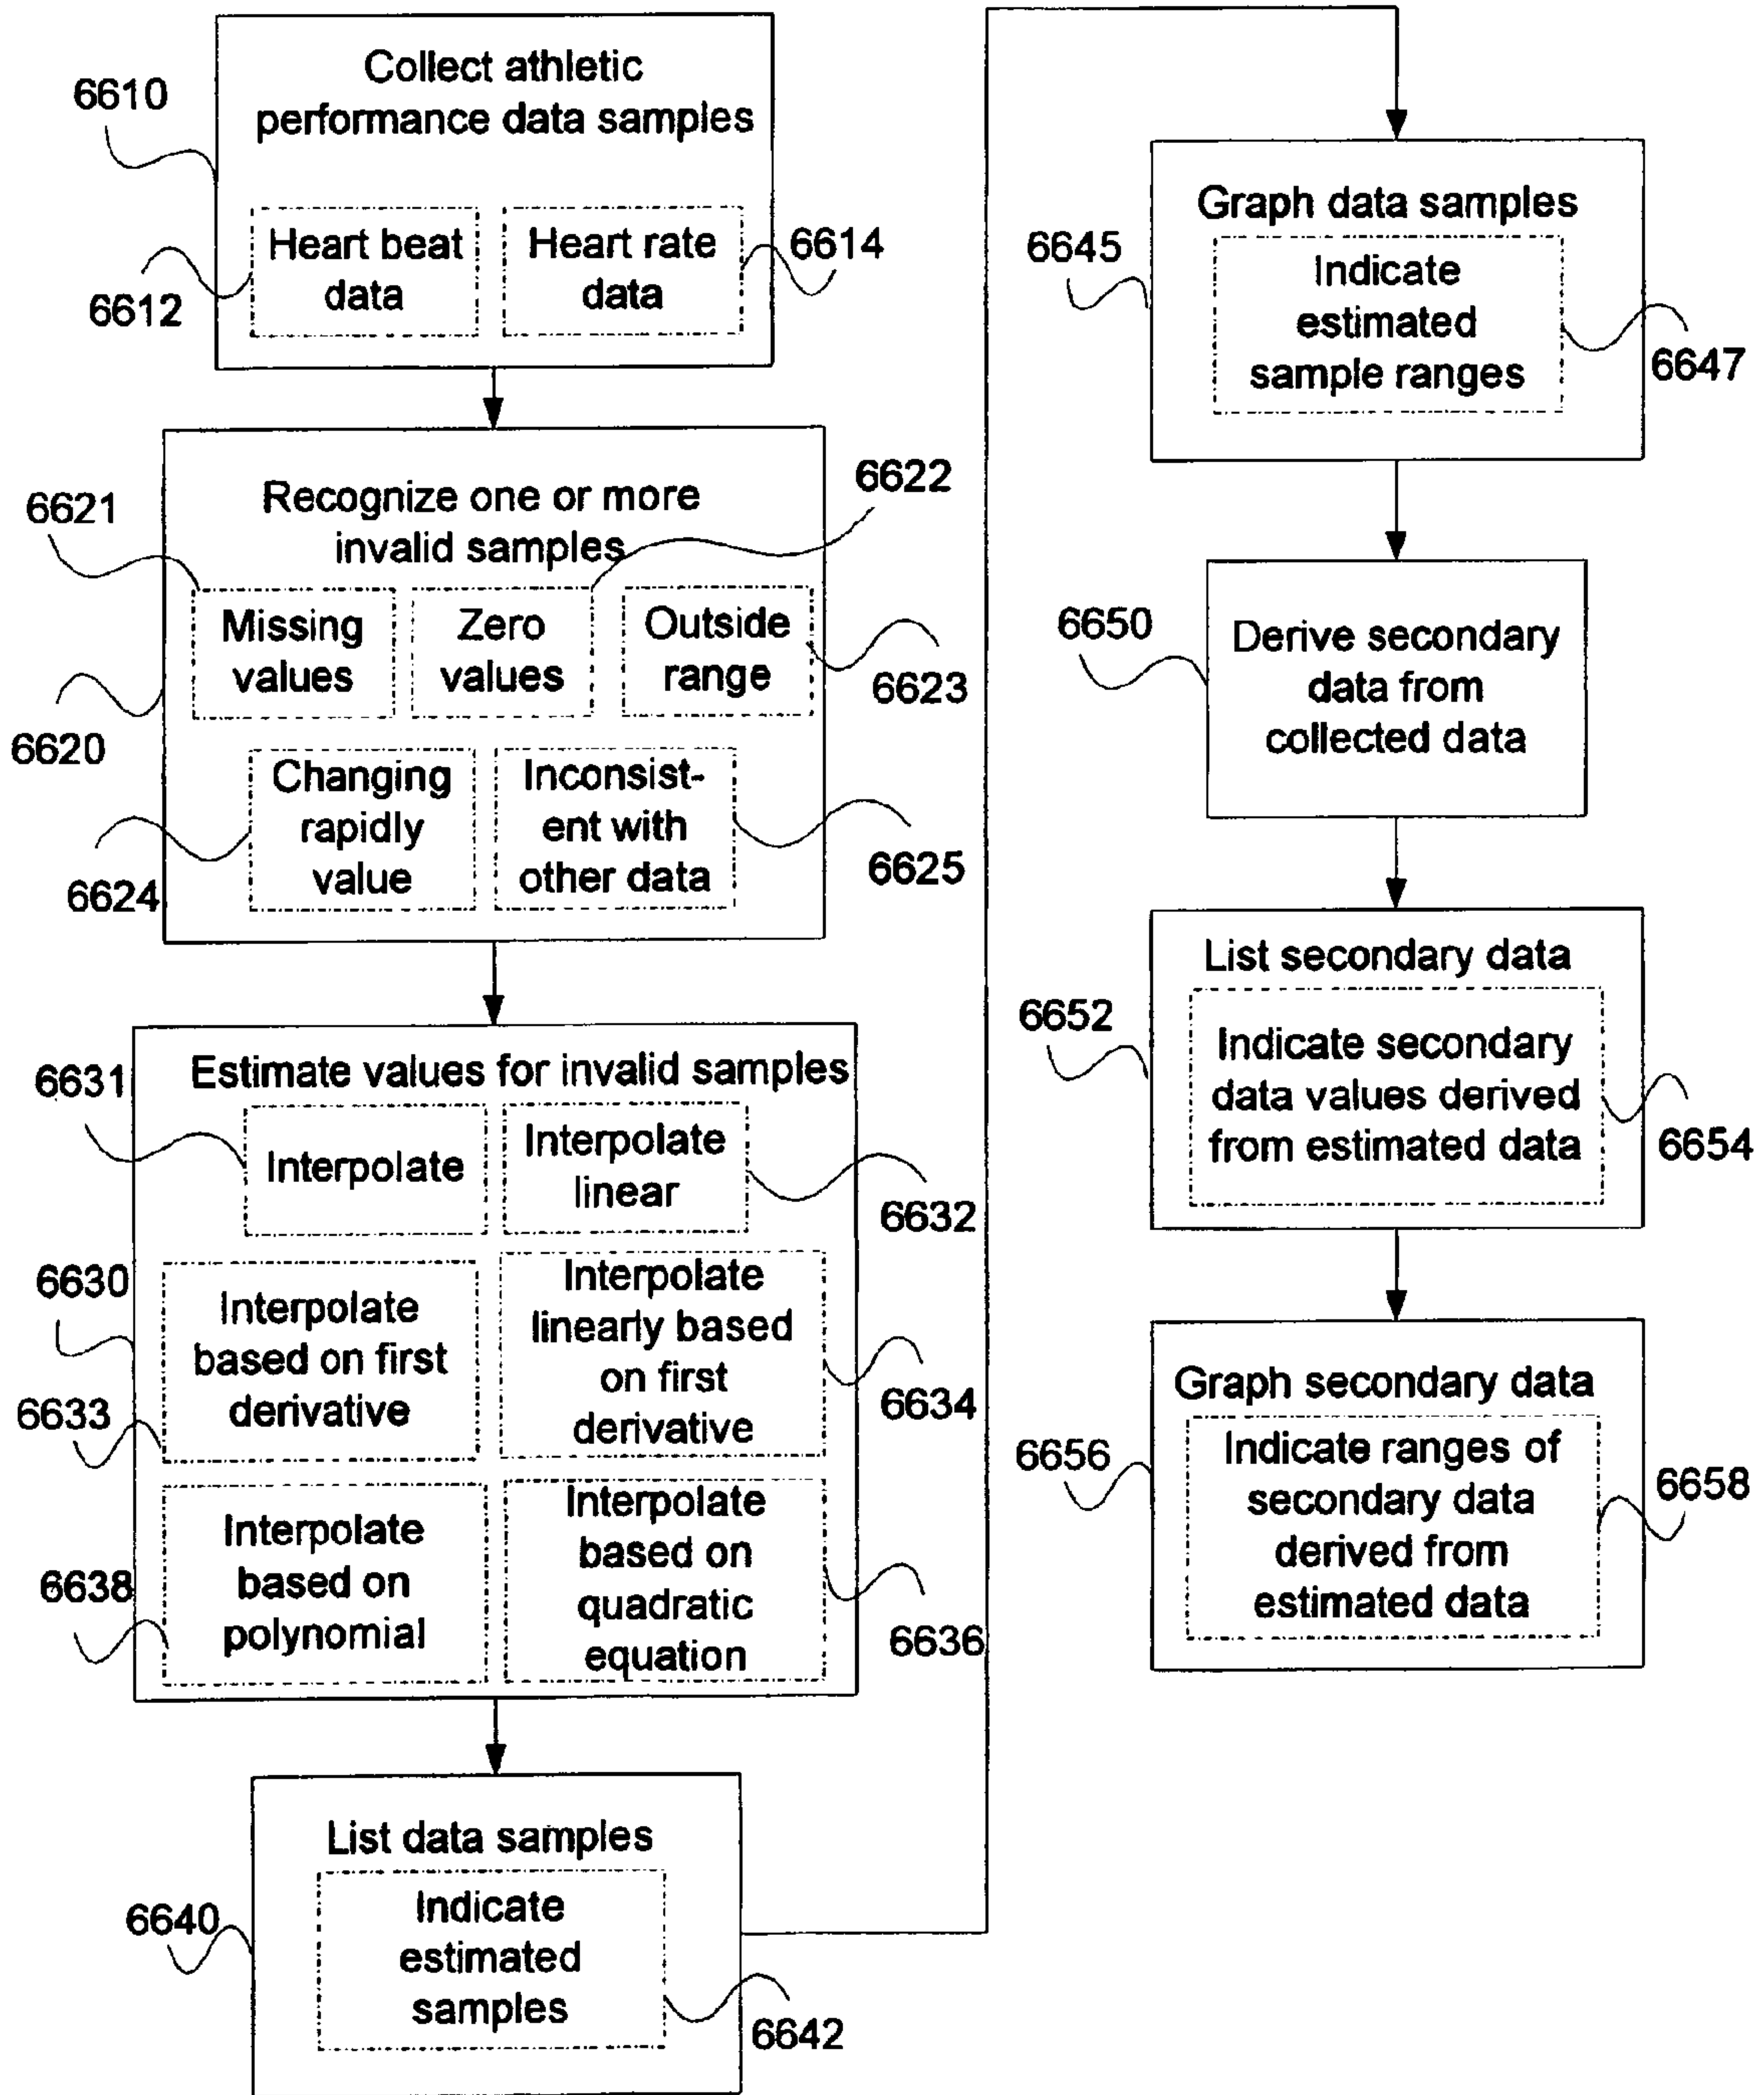 Collect athletic
performance data samples
6610
Heart beat
data
Heart rate
data
6614
6612
Recognize one or more
invalid samples
6621
6622
Missing
values
Zero
values
Outside
range
6623
6620
Changing
rapidly
value
Inconsist-
ent with
other data
6624
6625
Estimate values for invalid samples
6631
Interpolate
Interpolate
linear
6632
6630
Interpolate
based on first
derivative
6633
Interpolate
linearly based
on first
derivative
6634
Interpolate
based on
polynomial
6638
Interpolate
based on
quadratic
equation
6636
List data samples
6640
Indicate
estimated
samples
6642
Graph data samples
6645
Indicate
estimated
sample ranges
6647
6650
Derive secondary
data from
collected data
List secondary data
6652
Indicate secondary
data values derived
from estimated data
6654
Graph secondary data
6656
Indicate ranges of
secondary data
derived from
estimated data
6658